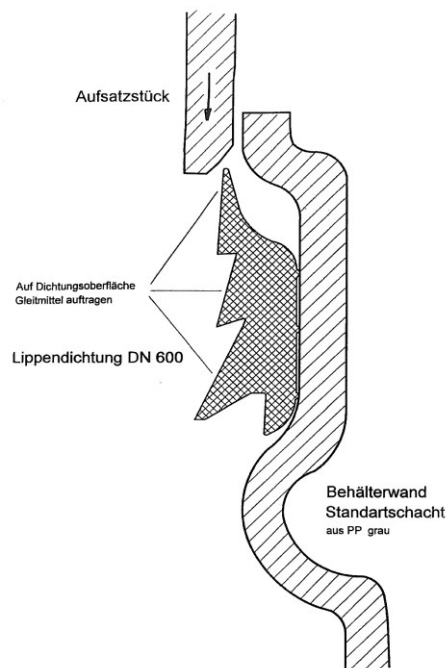 Aufsatzstück
Auf Dichtungsoberfläche
Gleitmittel auftragen
Lippendichtung DN 600
Behälterwand
Standartschacht
aus PP grau